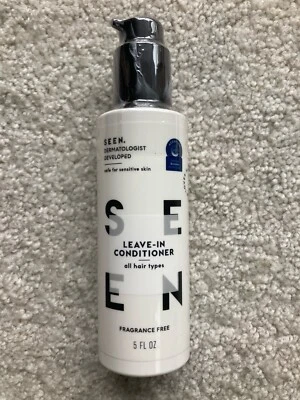 SEEN.
DERMATOLOGIST
DEVELOPED
safe for sensitive skin
S E
LEAVE-IN
CONDITIONER
all hair types
E N
FRAGRANCE FREE
5 FL OZ